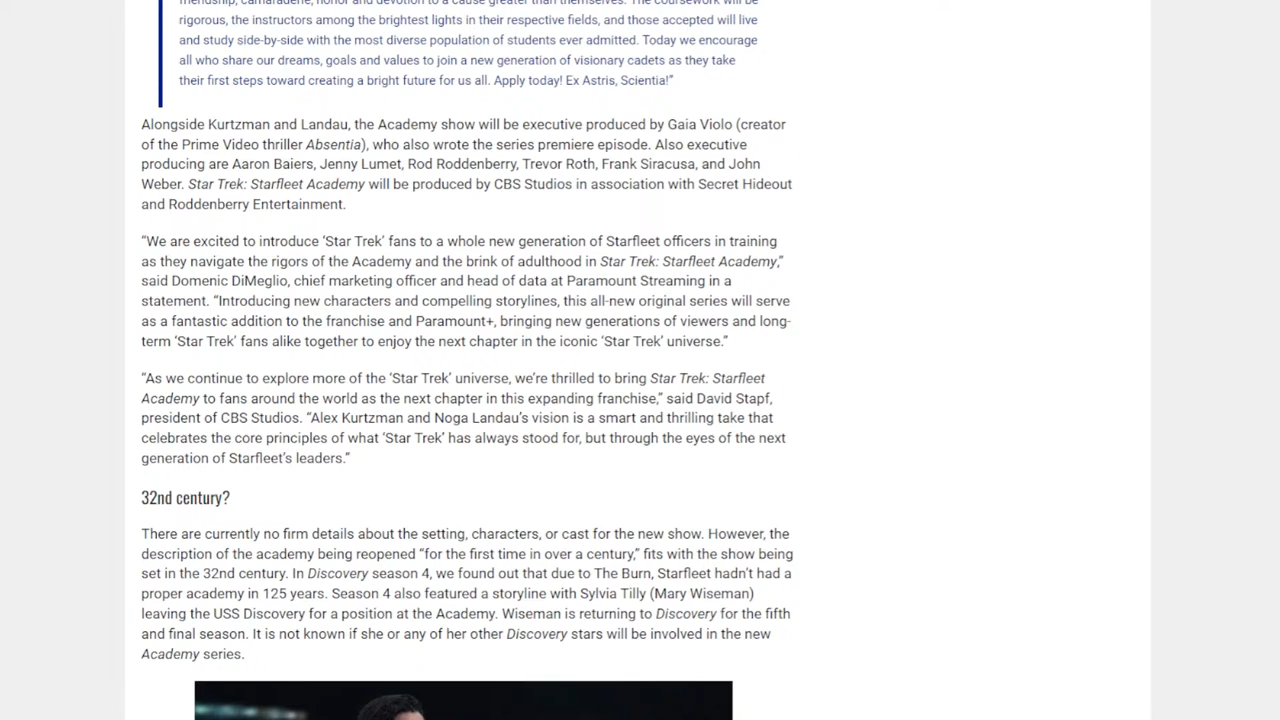 friendship, camaraderie, honor and devotion to a cause greater than themselves. The coursework will be
rigorous, the instructors among the brightest lights in their respective fields, and those accepted will live
and study side-by-side with the most diverse population of students ever admitted. Today we encourage
all who share our dreams, goals and values to join a new generation of visionary cadets as they take
their first steps toward creating a bright future for us all. Apply today! Ex Astris, Scientia!”
Alongside Kurtzman and Landau, the Academy show will be executive produced by Gaia Violo (creator
of the Prime Video thriller Absentia), who also wrote the series premiere episode. Also executive
producing are Aaron Baiers, Jenny Lumet, Rod Roddenberry, Trevor Roth, Frank Siracusa, and John
Weber. Star Trek: Starfleet Academy will be produced by CBS Studios in association with Secret Hideout
and Roddenberry Entertainment.
“We are excited to introduce ‘Star Trek’ fans to a whole new generation of Starfleet officers in training
as they navigate the rigors of the Academy and the brink of adulthood in Star Trek: Starfleet Academy,”
said Domenic DiMeglio, chief marketing officer and head of data at Paramount Streaming in a
statement. “Introducing new characters and compelling storylines, this all-new original series will serve
as a fantastic addition to the franchise and Paramount+, bringing new generations of viewers and long-
term ‘Star Trek’ fans alike together to enjoy the next chapter in the iconic ‘Star Trek’ universe.”
“As we continue to explore more of the ‘Star Trek’ universe, we’re thrilled to bring Star Trek: Starfleet
Academy to fans around the world as the next chapter in this expanding franchise,” said David Stapf,
president of CBS Studios. “Alex Kurtzman and Noga Landau’s vision is a smart and thrilling take that
celebrates the core principles of what ‘Star Trek’ has always stood for, but through the eyes of the next
generation of Starfleet’s leaders.”
32nd century?
There are currently no firm details about the setting, characters, or cast for the new show. However, the
description of the academy being reopened “for the first time in over a century,” fits with the show being
set in the 32nd century. In Discovery season 4, we found out that due to The Burn, Starfleet hadn’t had a
proper academy in 125 years. Season 4 also featured a storyline with Sylvia Tilly (Mary Wiseman)
leaving the USS Discovery for a position at the Academy. Wiseman is returning to Discovery for the fifth
and final season. It is not known if she or any of her other Discovery stars will be involved in the new
Academy series.